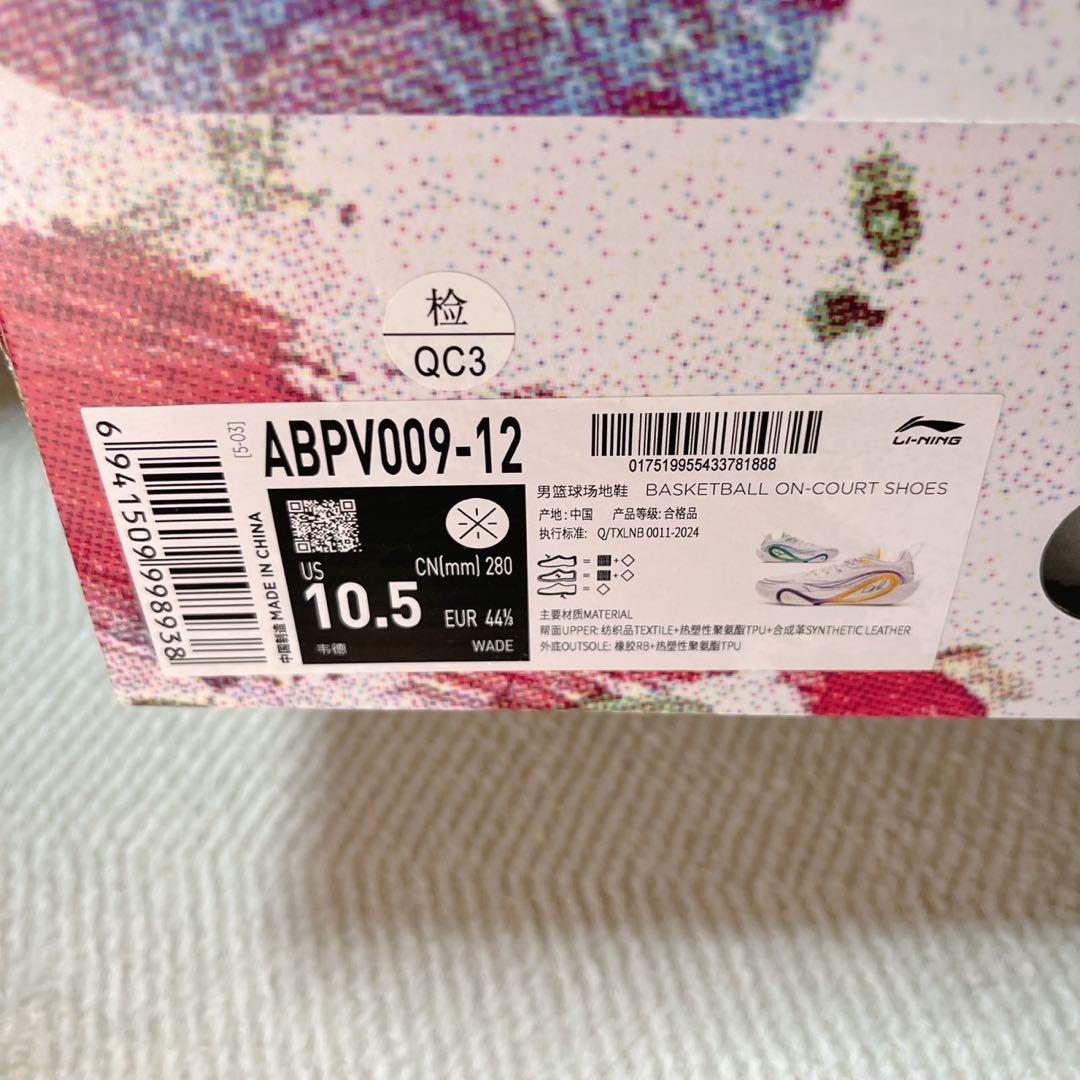 检
QC3
6941509998938
[5-03]
ABPV009-12
017519955433781888
LI-NING
男篮球场地鞋 BASKETBALL ON-COURT SHOES
产地: 中国 产品等级: 合格品
执行标准: Q/TXLNB 0011-2024
中国制造 MADE IN CHINA
US
10.5
CN(mm) 280
EUR 44⅓
韦德
WADE
主要材质MATERIAL
帮面UPPER: 纺织品TEXTILE+热塑性聚氨酯TPU+合成革SYNTHETIC LEATHER
外底OUTSOLE: 橡胶RB+热塑性聚氨酯TPU